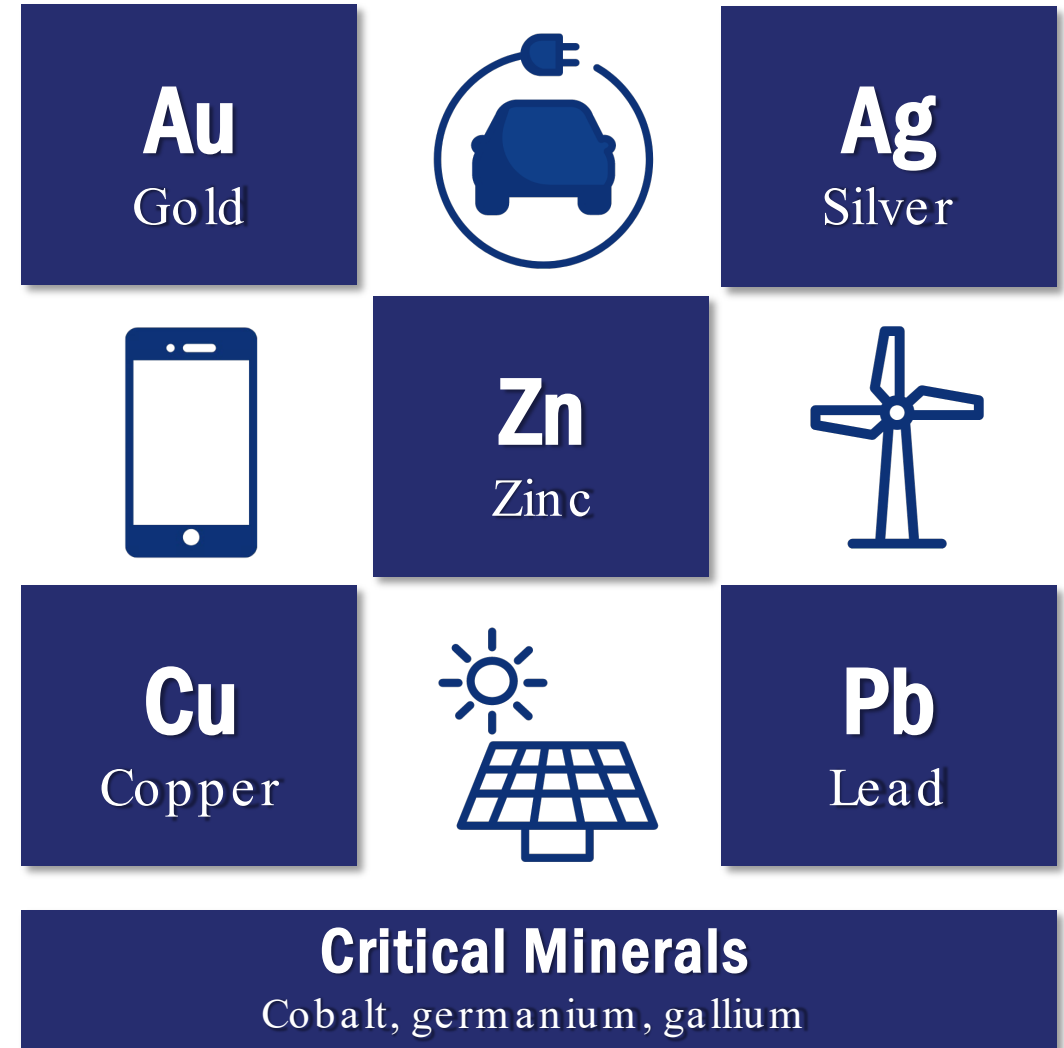 Au
Gold
Ag
Silver
Zn
Zinc
Cu
Copper
Pb
Lead
Critical Minerals
Cobalt, germanium, gallium